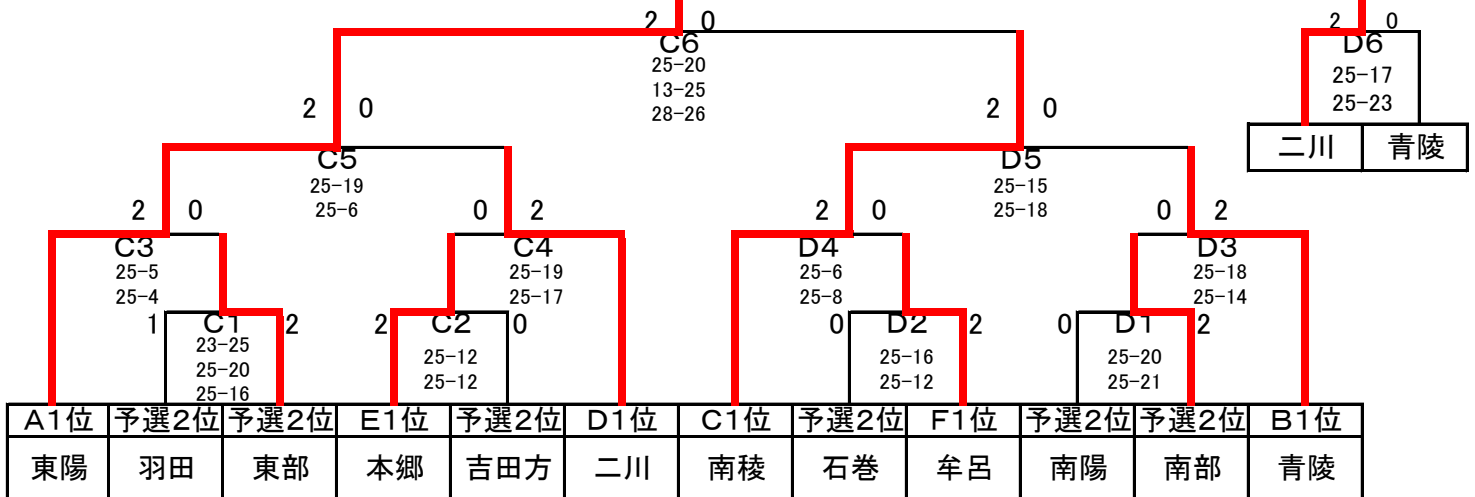 2 0
C6
25-20
13-25
28-26
2 0
D6
25-17
25-23
二川 青陵
2 0
C5
25-19
25-6
2 0
D5
25-15
25-18
2 0
C3
25-5
25-4
0 2
C4
25-19
25-17
2 0
D4
25-6
25-8
0 2
D3
25-18
25-14
1 C1 2
23-25
25-20
25-16
2 C2 0
25-12
25-12
0 D2 2
25-16
25-12
0 D1 2
25-20
25-21
A1位 予選2位 予選2位 E1位 予選2位 D1位 C1位 予選2位 F1位 予選2位 予選2位 B1位
東陽 羽田 東部 本郷 吉田方 二川 南稜 石巻 牟呂 南陽 南部 青陵